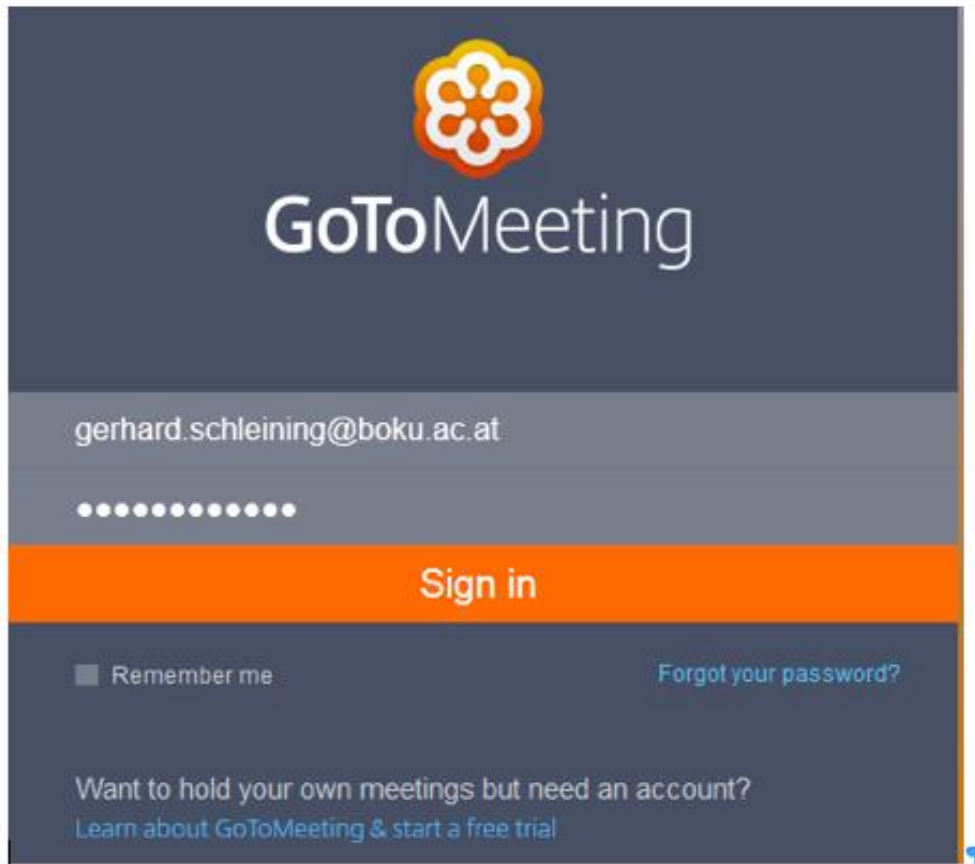 GoToMeeting
gerhard.schleining@boku.ac.at
••••••••••••
Sign in
Remember me
Forgot your password?
Want to hold your own meetings but need an account?
Learn about GoToMeeting & start a free trial